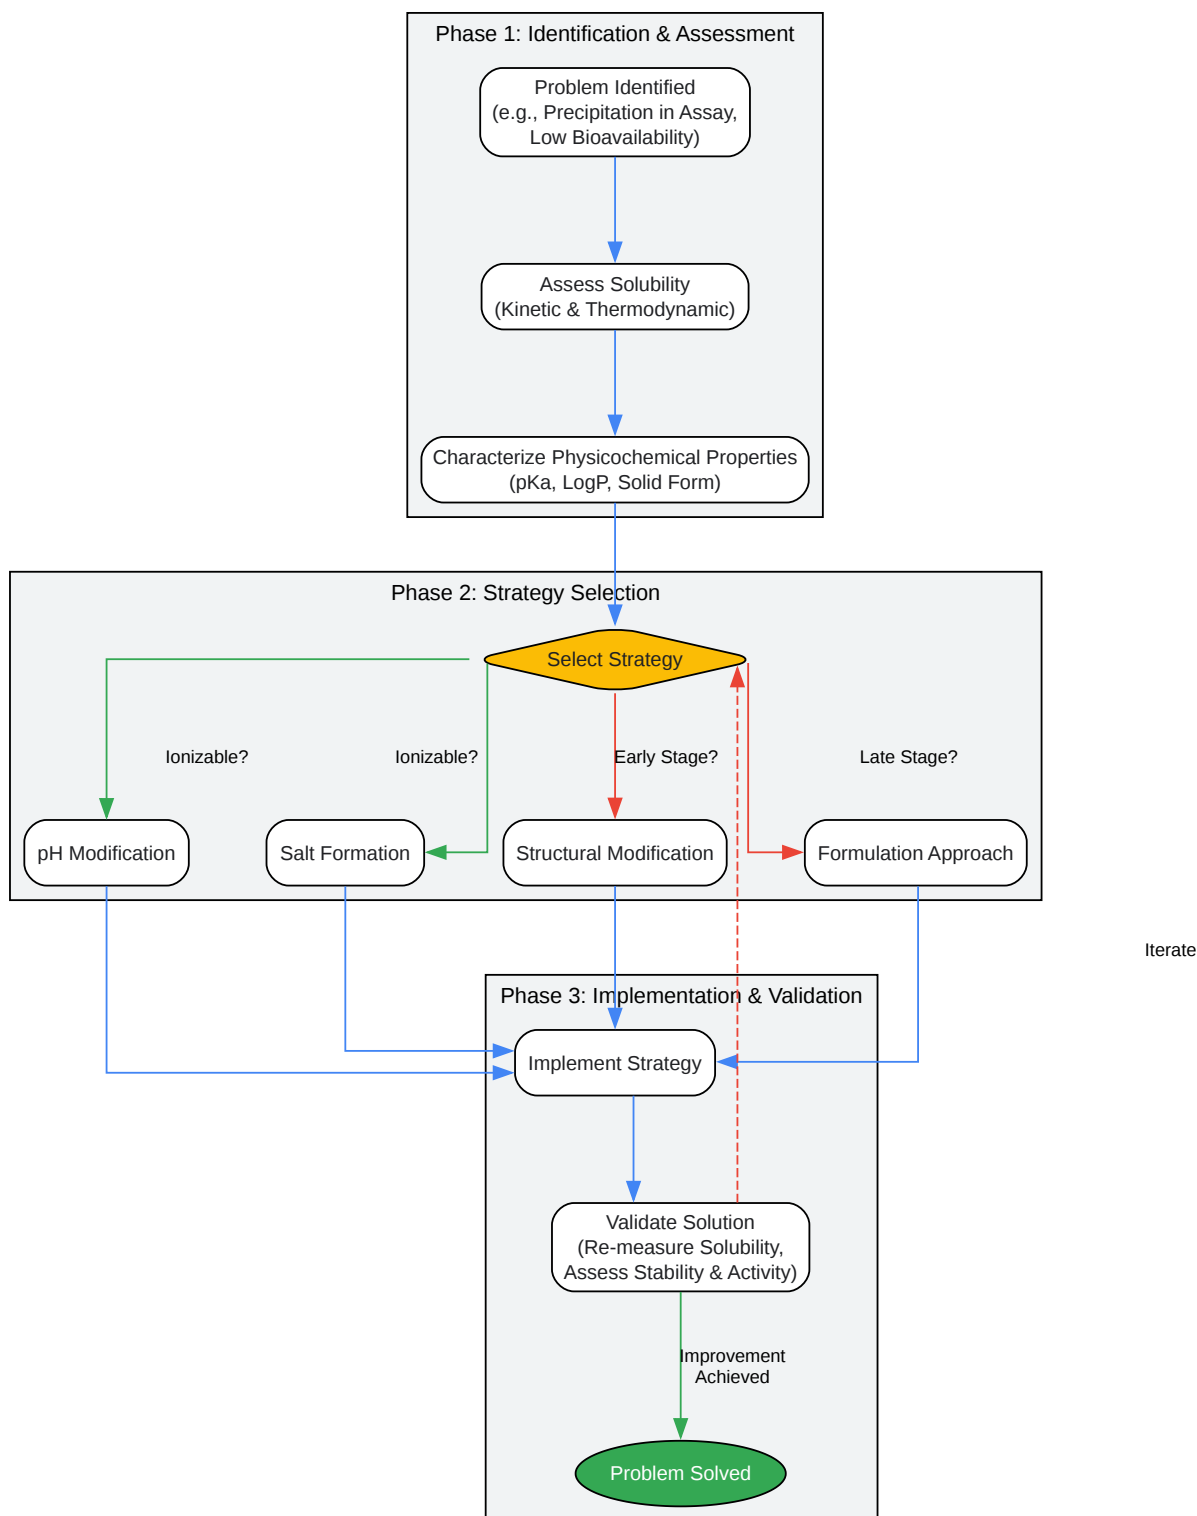 Phase 1: Identification & Assessment
Problem Identified
(e.g., Precipitation in Assay,
Low Bioavailability)
Assess Solubility
(Kinetic & Thermodynamic)
Characterize Physicochemical Properties
(pKa, LogP, Solid Form)
Phase 2: Strategy Selection
Select Strategy
Ionizable?
Ionizable?
Early Stage?
Late Stage?
pH Modification
Salt Formation
Structural Modification
Formulation Approach
Iterate
Phase 3: Implementation & Validation
Implement Strategy
Validate Solution
(Re-measure Solubility,
Assess Stability & Activity)
Improvement
Achieved
Problem Solved